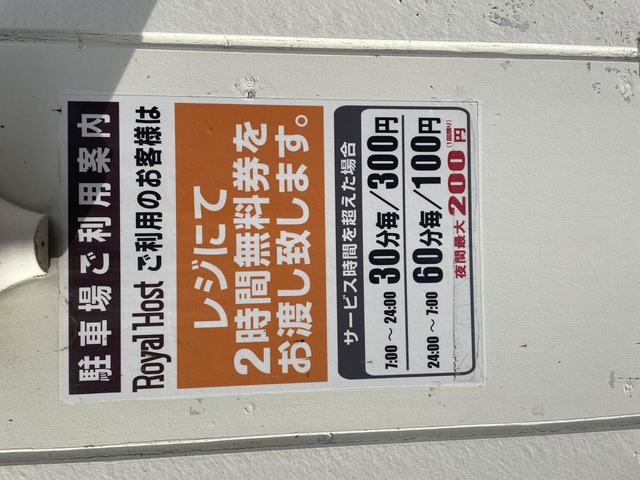 駐車場ご利用案内
Royal Host ご利用のお客様は
レジにて
2時間無料券を
お渡し致します。
サービス時間を超えた場合
7:00 ～ 24:00 30分毎/300円
24:00 ～ 7:00 60分毎/100円
夜間最大200円(1回限り)